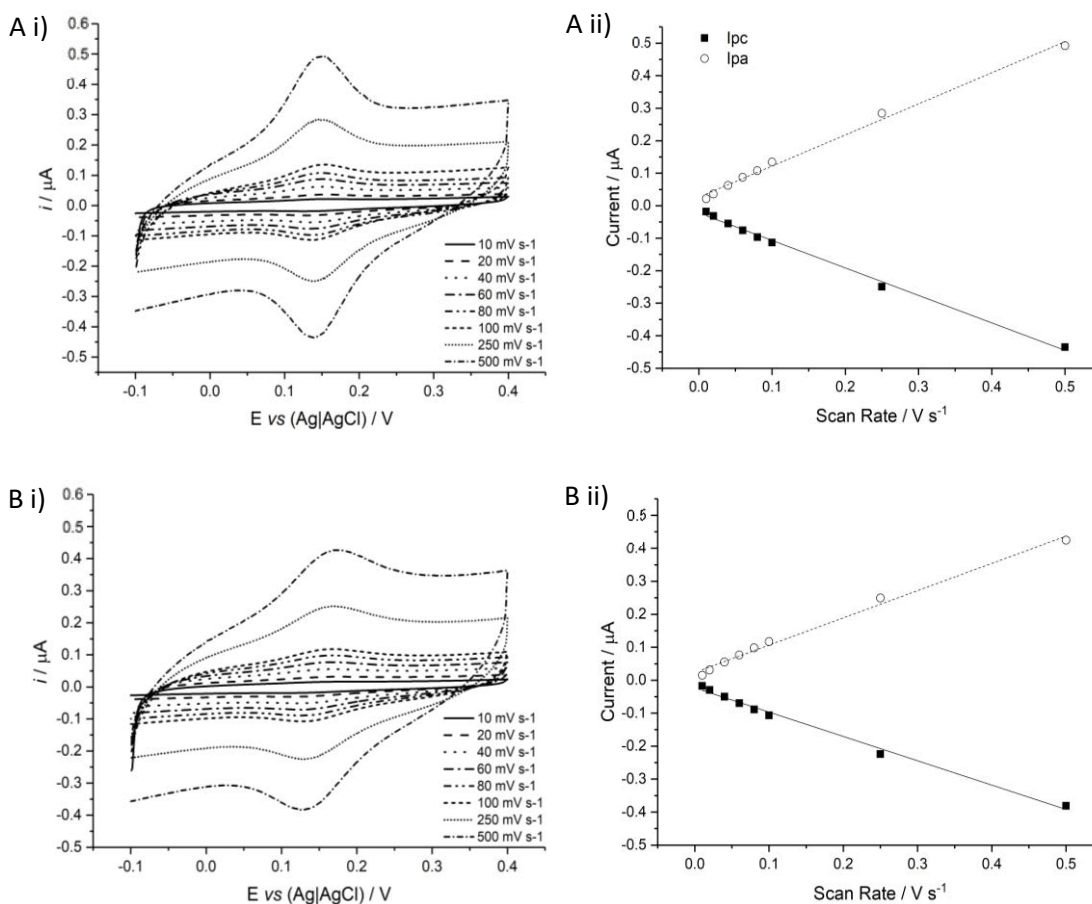 A i)
0.6
0.5
0.4
0.3
0.2
0.1
0.0
-0.1
-0.2
-0.3
-0.4
-0.5
i / µA
-0.1 0.0 0.1 0.2 0.3 0.4
E vs (Ag|AgCl) / V
10 mV s-1
20 mV s-1
40 mV s-1
60 mV s-1
80 mV s-1
100 mV s-1
250 mV s-1
500 mV s-1
A ii)
Ipc
Ipa
0.5
0.4
0.3
0.2
0.1
0.0
-0.1
-0.2
-0.3
-0.4
-0.5
Current / µA
0.0 0.1 0.2 0.3 0.4 0.5
Scan Rate / V s⁻¹
B i)
0.6
0.5
0.4
0.3
0.2
0.1
0.0
-0.1
-0.2
-0.3
-0.4
-0.5
i / µA
-0.1 0.0 0.1 0.2 0.3 0.4
E vs (Ag|AgCl) / V
10 mV s-1
20 mV s-1
40 mV s-1
60 mV s-1
80 mV s-1
100 mV s-1
250 mV s-1
500 mV s-1
B ii)
0.5
0.4
0.3
0.2
0.1
0.0
-0.1
-0.2
-0.3
-0.4
-0.5
Current / µA
0.0 0.1 0.2 0.3 0.4 0.5
Scan Rate / V s⁻¹